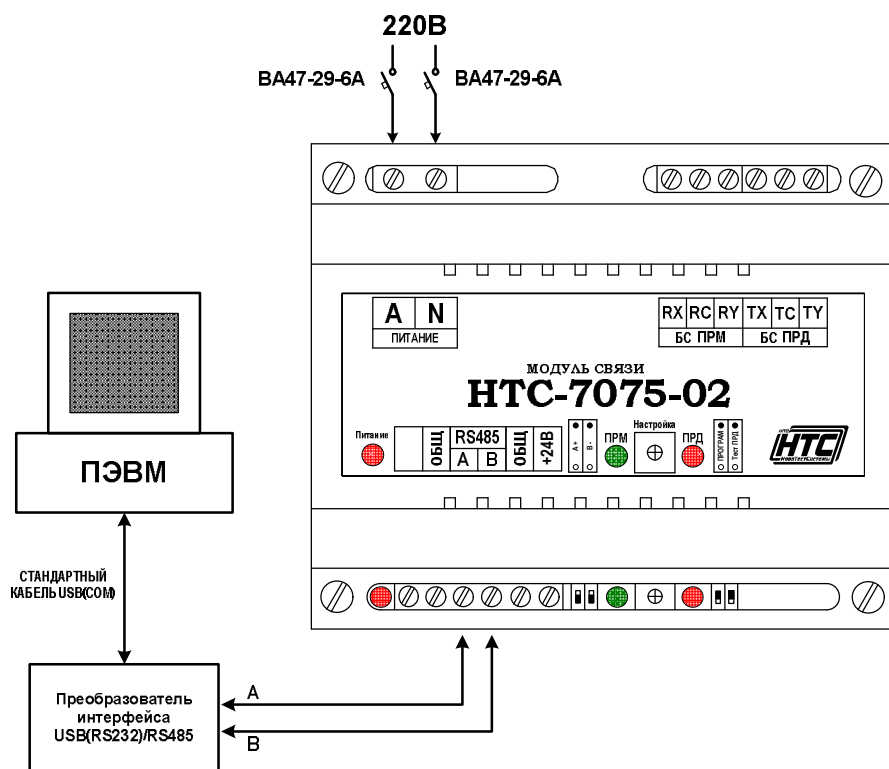 220В
ВА47-29-6А
ВА47-29-6А
А N
ПИТАНИЕ
RX RC RY TX TC TY
БС ПРМ БС ПРД
МОДУЛЬ СВЯЗИ
НТС-7075-02
Питание
ОБЩ
RS485
А В
ОБЩ
+24В
А +
В -
ПРМ
Настройка
ПРД
ПРОГРАМ
Тест ПРД
НТС
ПЭВМ
СТАНДАРТНЫЙ
КАБЕЛЬ USB(COM)
Преобразователь
интерфейса
USB(RS232)/RS485
А
В